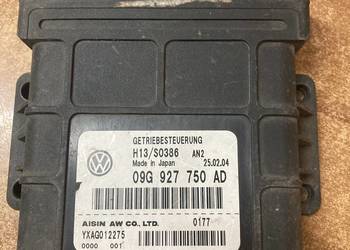 GETRIEBESTEUERUNG
H13/S0386 AN2
Made in Japan 25.02.04
09G 927 750 AD
AISIN AW CO., LTD. 0177
YXAG012275
0000 001